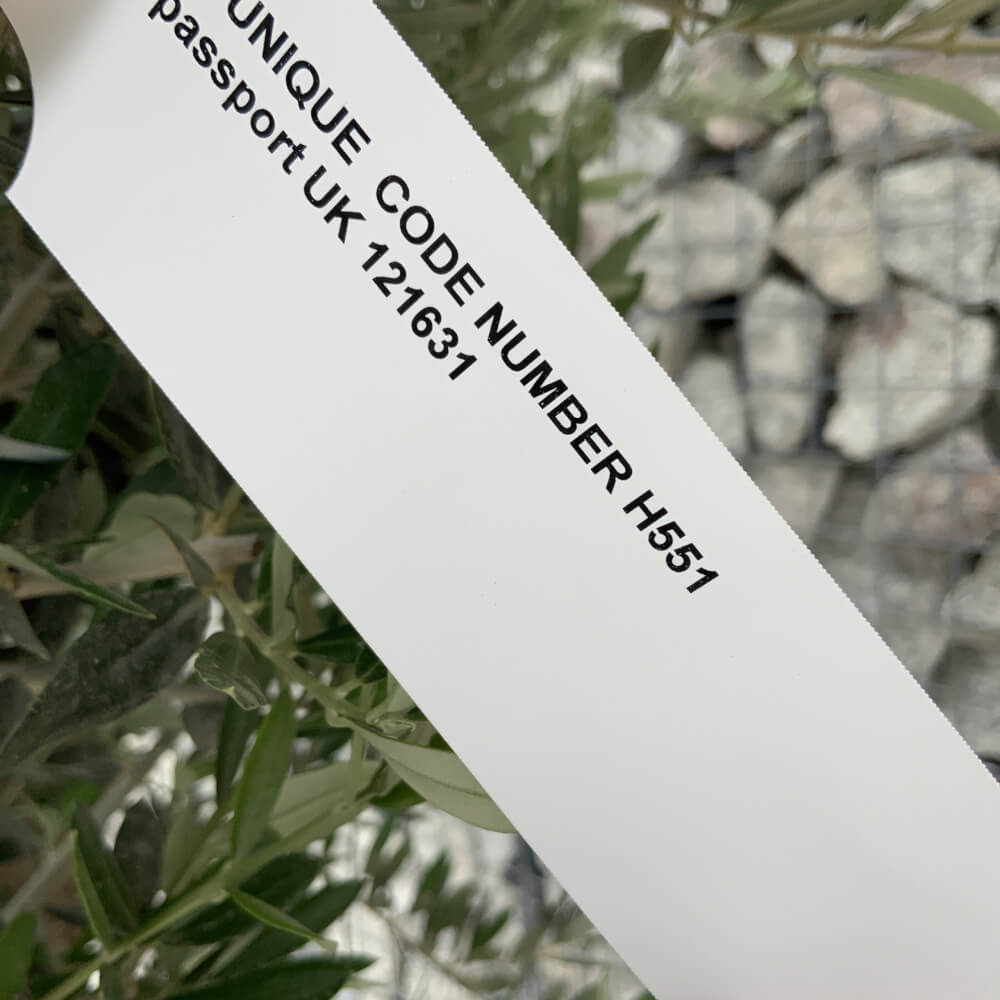 UNIQUE CODE NUMBER H551
passport UK 121631